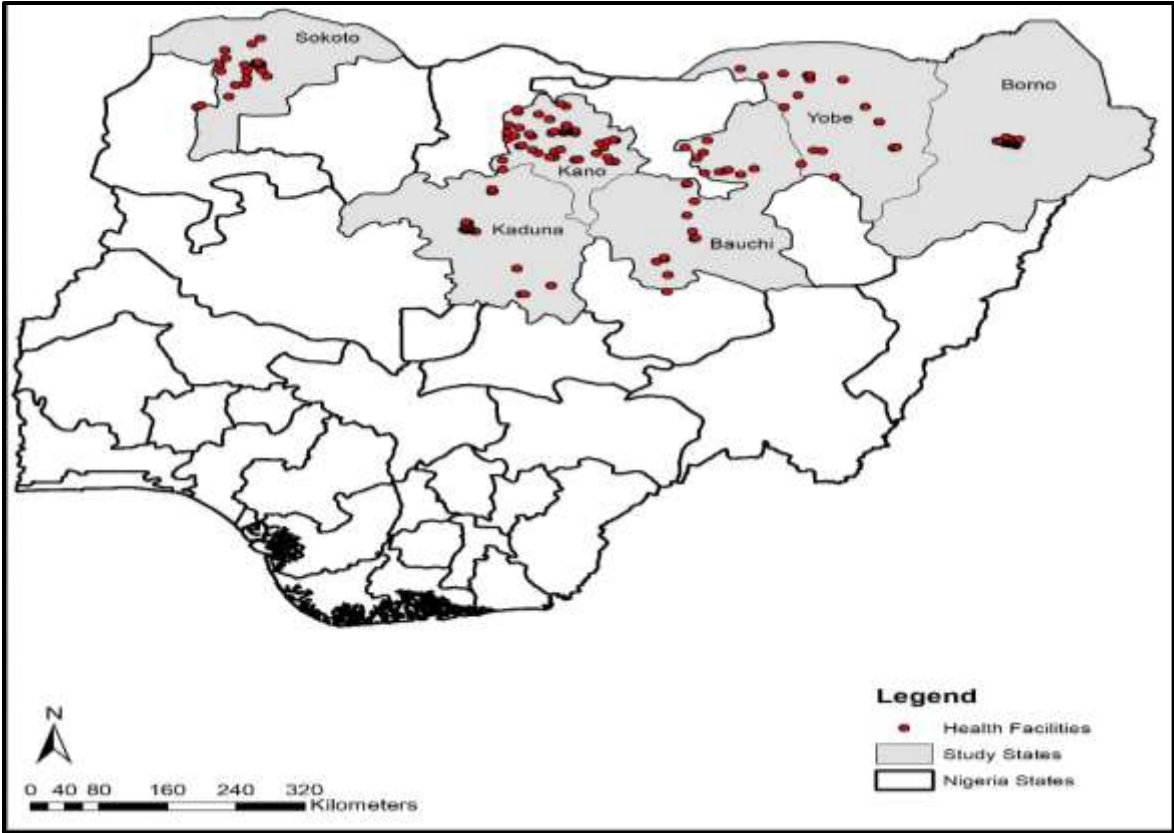 Sokoto
Borno
Yobe
Kano
Kaduna
Bauchi
Legend
Health Facilities
Study States
Nigeria States
N
0 40 80 160 240 320
Kilometers